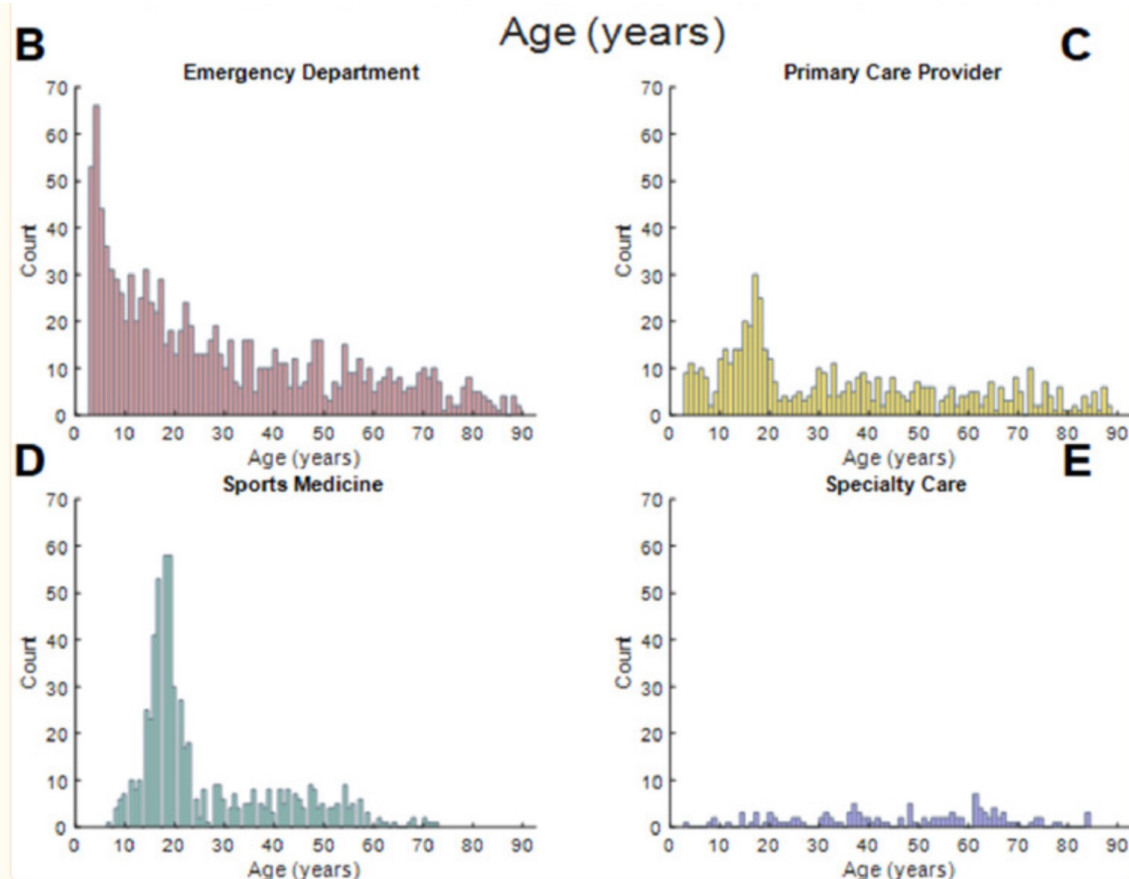 Age (years)
B
Emergency Department
70
60
50
40
30
20
10
0
Count
0 10 20 30 40 50 60 70 80 90
Age (years)
C
Primary Care Provider
70
60
50
40
30
20
10
0
Count
0 10 20 30 40 50 60 70 80 90
Age (years)
D
Sports Medicine
70
60
50
40
30
20
10
0
Count
0 10 20 30 40 50 60 70 80 90
Age (years)
E
Specialty Care
70
60
50
40
30
20
10
0
Count
0 10 20 30 40 50 60 70 80 90
Age (years)